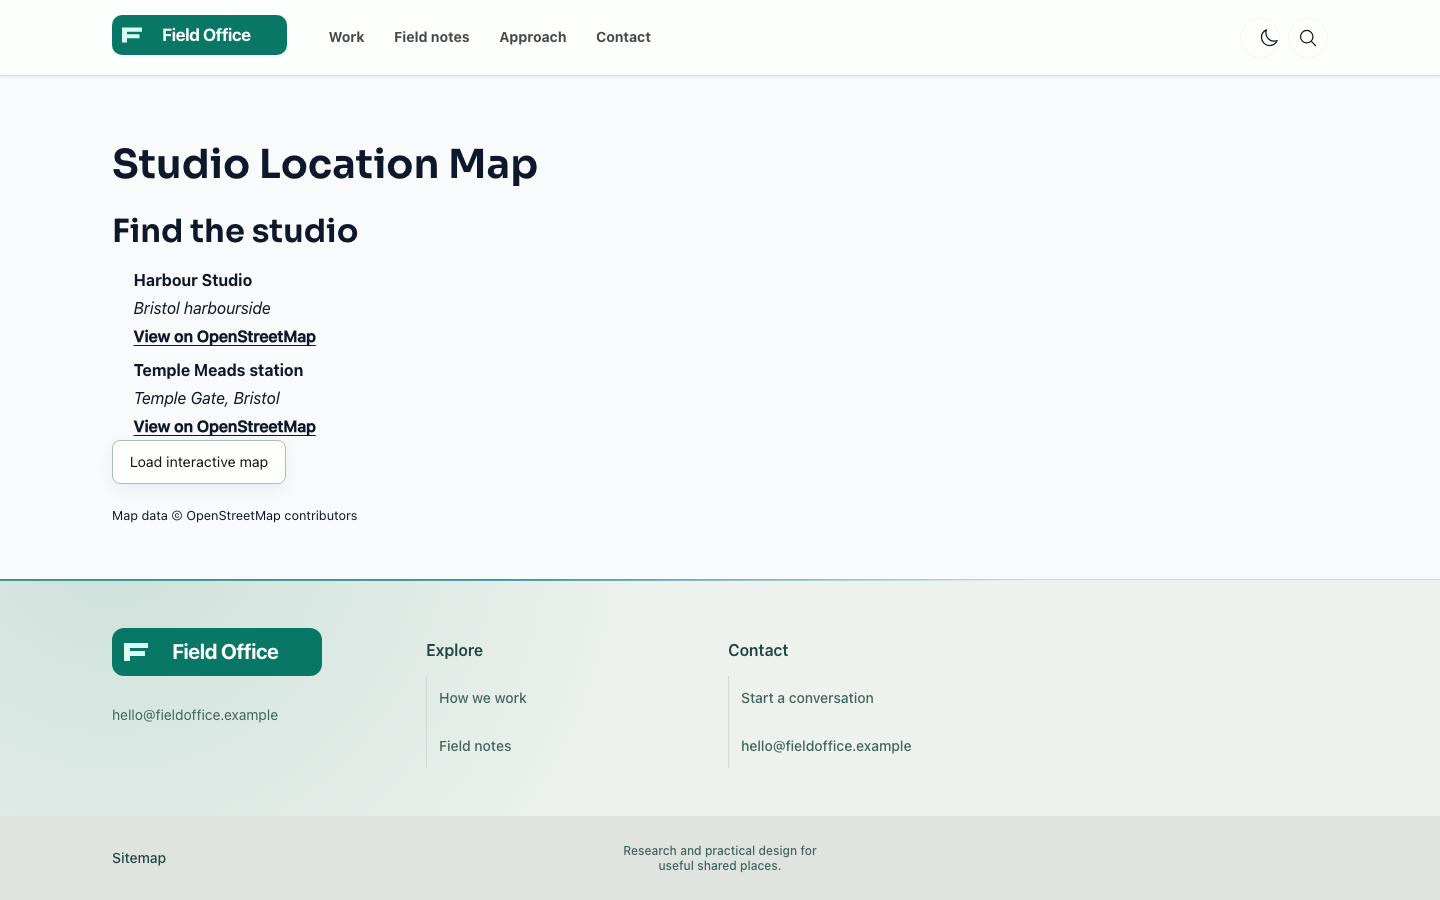 Field Office
Work
Field notes
Approach
Contact
Studio Location Map
Find the studio
Harbour Studio
Bristol harbourside
View on OpenStreetMap
Temple Meads station
Temple Gate, Bristol
View on OpenStreetMap
Load interactive map
Map data © OpenStreetMap contributors
Field Office
hello@fieldoffice.example
Explore
How we work
Field notes
Contact
Start a conversation
hello@fieldoffice.example
Sitemap
Research and practical design for
useful shared places.